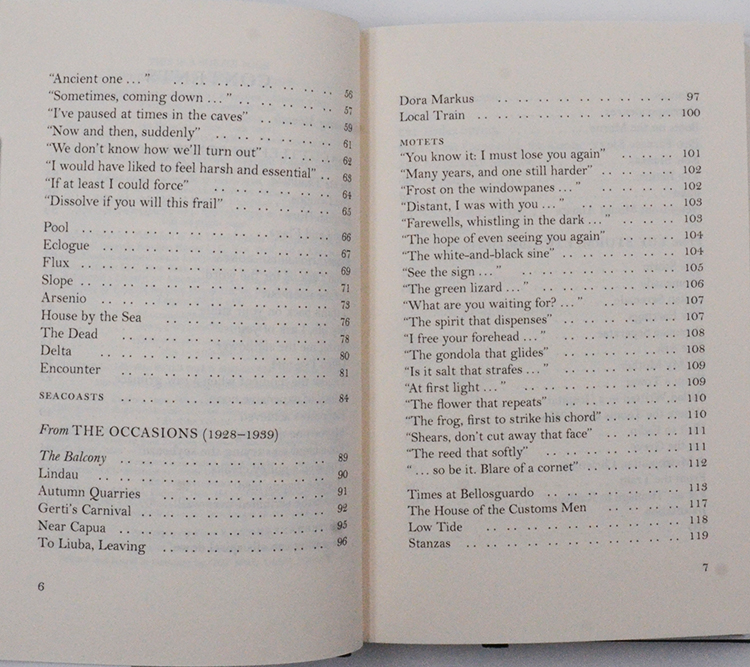 "Ancient one ... " .. .. .. .. .. .. .. .. 56
"Sometimes, coming down ... " .. .. .. .. .. .. 57
"I've paused at times in the caves" .. .. .. .. .. 59
"Now and then, suddenly" .. .. .. .. .. .. 61
"We don't know how we'll turn out" .. .. .. .. 62
"I would have liked to feel harsh and essential" .. 63
"If at least I could force" .. .. .. .. .. .. 64
"Dissolve if you will this frail" .. .. .. .. .. 65
Pool .. .. .. .. .. .. .. .. .. .. .. 66
Eclogue .. .. .. .. .. .. .. .. .. .. 67
Flux .. .. .. .. .. .. .. .. .. .. .. 69
Slope .. .. .. .. .. .. .. .. .. .. .. 71
Arsenio .. .. .. .. .. .. .. .. .. .. 73
House by the Sea .. .. .. .. .. .. .. .. 76
The Dead .. .. .. .. .. .. .. .. .. 78
Delta .. .. .. .. .. .. .. .. .. .. 80
Encounter .. .. .. .. .. .. .. .. .. 81
SEACOASTS .. .. .. .. .. .. .. .. .. 84
From THE OCCASIONS (1928–1939)
The Balcony .. .. .. .. .. .. .. .. .. 89
Lindau .. .. .. .. .. .. .. .. .. .. 90
Autumn Quarries .. .. .. .. .. .. .. .. 91
Gerti's Carnival .. .. .. .. .. .. .. .. 92
Near Capua .. .. .. .. .. .. .. .. 95
To Liuba, Leaving .. .. .. .. .. .. .. .. 96
6
Dora Markus .. .. .. .. .. .. .. .. 97
Local Train .. .. .. .. .. .. .. .. 100
MOTETS
"You know it: I must lose you again" .. .. .. 101
"Many years, and one still harder" .. .. .. .. 102
"Frost on the windowpanes ... " .. .. .. .. 102
"Distant, I was with you ... " .. .. .. .. .. 103
"Farewells, whistling in the dark ... " .. .. .. 103
"The hope of even seeing you again" .. .. .. 104
"The white-and-black sine" .. .. .. .. .. 104
"See the sign ... " .. .. .. .. .. .. .. 105
"The green lizard ... " .. .. .. .. .. .. 106
"What are you waiting for? ... " .. .. .. .. 107
"The spirit that dispenses" .. .. .. .. .. 107
"I free your forehead ... " .. .. .. .. .. 108
"The gondola that glides" .. .. .. .. .. 108
"Is it salt that strafes ... " .. .. .. .. .. 109
"At first light ... " .. .. .. .. .. .. 109
"The flower that repeats" .. .. .. .. .. 110
"The frog, first to strike his chord" .. .. .. .. 110
"Shears, don't cut away that face" .. .. .. .. 111
"The reed that softly" .. .. .. .. .. .. 111
" ... so be it. Blare of a cornet" .. .. .. .. 112
Times at Bellosguardo .. .. .. .. .. .. 113
The House of the Customs Men .. .. .. .. 117
Low Tide .. .. .. .. .. .. .. .. 118
Stanzas .. .. .. .. .. .. .. .. .. 119
7